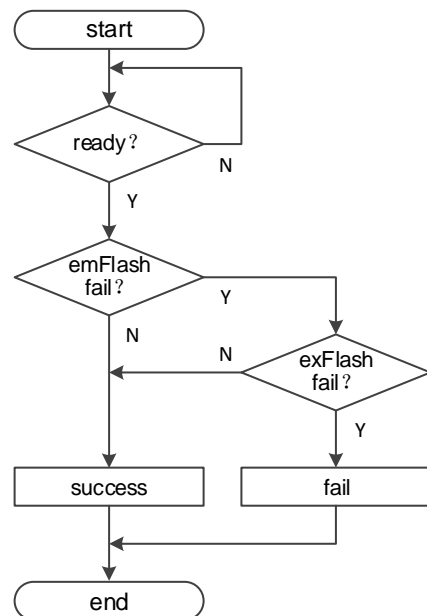 start
ready？
N
Y
emFlash
fail？
Y
N
N
exFlash
fail？
Y
success
fail
end